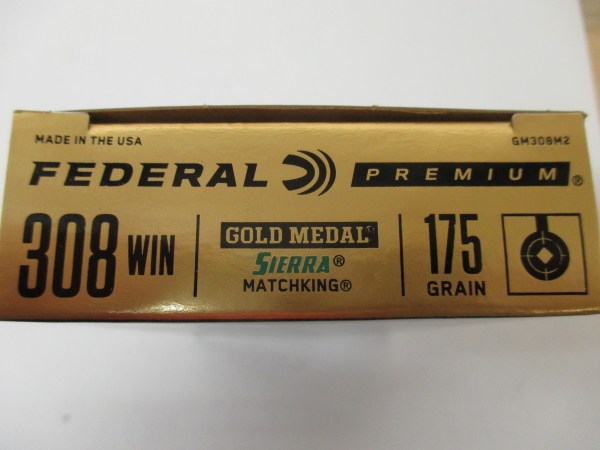 MADE IN THE USA GM308M2
FEDERAL PREMIUM®
308 WIN
GOLD MEDAL
SIERRA®
MATCHKING®
175
GRAIN